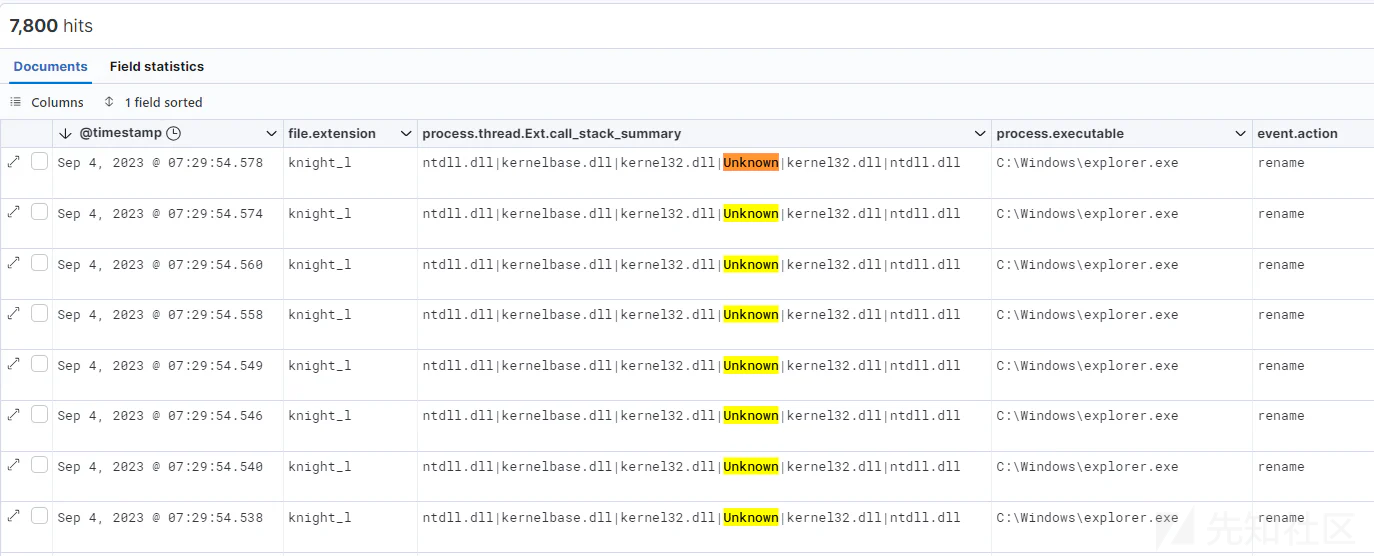 7,800 hits
Documents Field statistics
Columns 1 field sorted
@timestamp file.extension process.thread.Ext.call_stack_summary process.executable event.action
Sep 4, 2023 @ 07:29:54.578 knight_l ntdll.dll|kernelbase.dll|kernel32.dll|Unknown|kernel32.dll|ntdll.dll C:\Windows\explorer.exe rename
Sep 4, 2023 @ 07:29:54.574 knight_l ntdll.dll|kernelbase.dll|kernel32.dll|Unknown|kernel32.dll|ntdll.dll C:\Windows\explorer.exe rename
Sep 4, 2023 @ 07:29:54.560 knight_l ntdll.dll|kernelbase.dll|kernel32.dll|Unknown|kernel32.dll|ntdll.dll C:\Windows\explorer.exe rename
Sep 4, 2023 @ 07:29:54.558 knight_l ntdll.dll|kernelbase.dll|kernel32.dll|Unknown|kernel32.dll|ntdll.dll C:\Windows\explorer.exe rename
Sep 4, 2023 @ 07:29:54.549 knight_l ntdll.dll|kernelbase.dll|kernel32.dll|Unknown|kernel32.dll|ntdll.dll C:\Windows\explorer.exe rename
Sep 4, 2023 @ 07:29:54.546 knight_l ntdll.dll|kernelbase.dll|kernel32.dll|Unknown|kernel32.dll|ntdll.dll C:\Windows\explorer.exe rename
Sep 4, 2023 @ 07:29:54.540 knight_l ntdll.dll|kernelbase.dll|kernel32.dll|Unknown|kernel32.dll|ntdll.dll C:\Windows\explorer.exe rename
Sep 4, 2023 @ 07:29:54.538 knight_l ntdll.dll|kernelbase.dll|kernel32.dll|Unknown|kernel32.dll|ntdll.dll C:\Windows\explorer.exe rename
先知社区